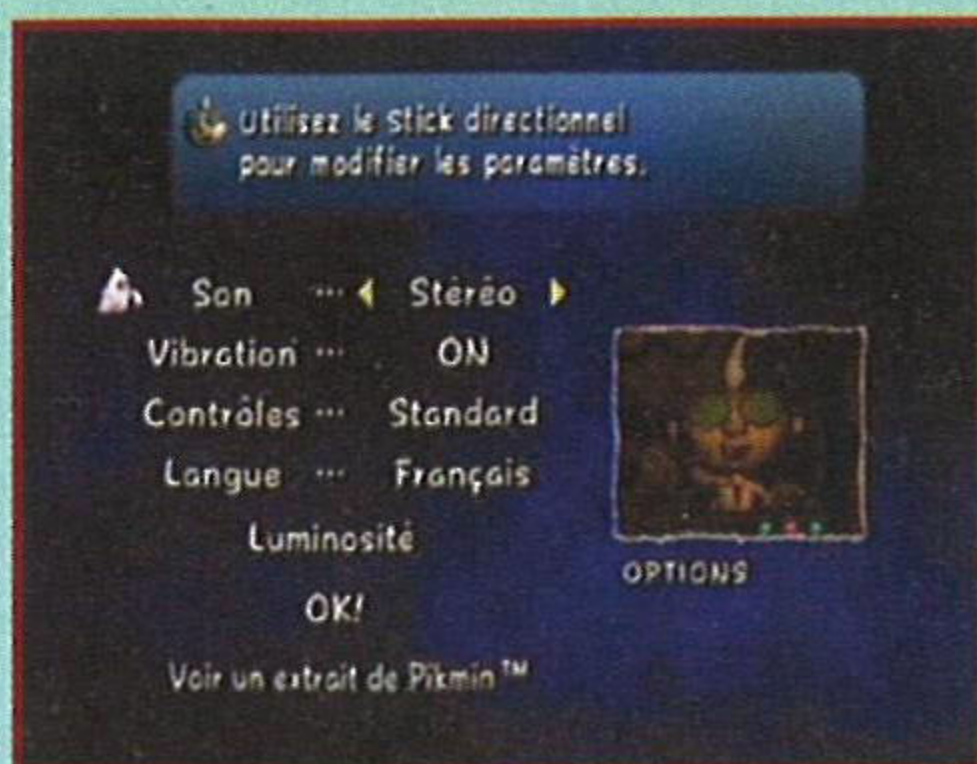 Utilisez le Stick directionnel
pour modifier les paramètres.
Son ... Stéréo
Vibration ... ON
Contrôles ... Standard
Langue ... Français
Luminosité
OK!
Voir un extrait de Pikmin™
OPTIONS